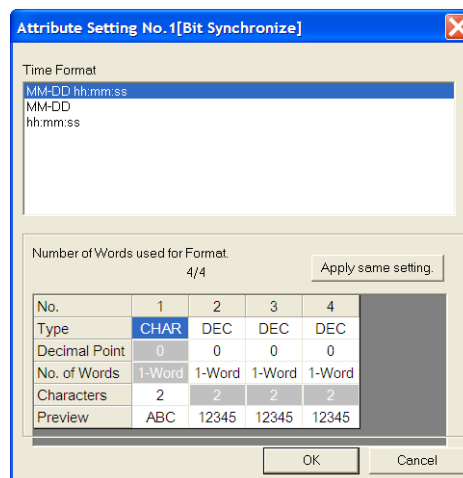 Attribute Setting No.1[Bit Synchronize]
Time Format
MM-DD hh:mm:ss
MM-DD
hh:mm:ss
Number of Words used for Format.
4/4
Apply same setting.
No. 1 2 3 4
Type CHAR DEC DEC DEC
Decimal Point 0 0 0 0
No. of Words 1-Word 1-Word 1-Word 1-Word
Characters 2 2 2 2
Preview ABC 12345 12345 12345
OK Cancel